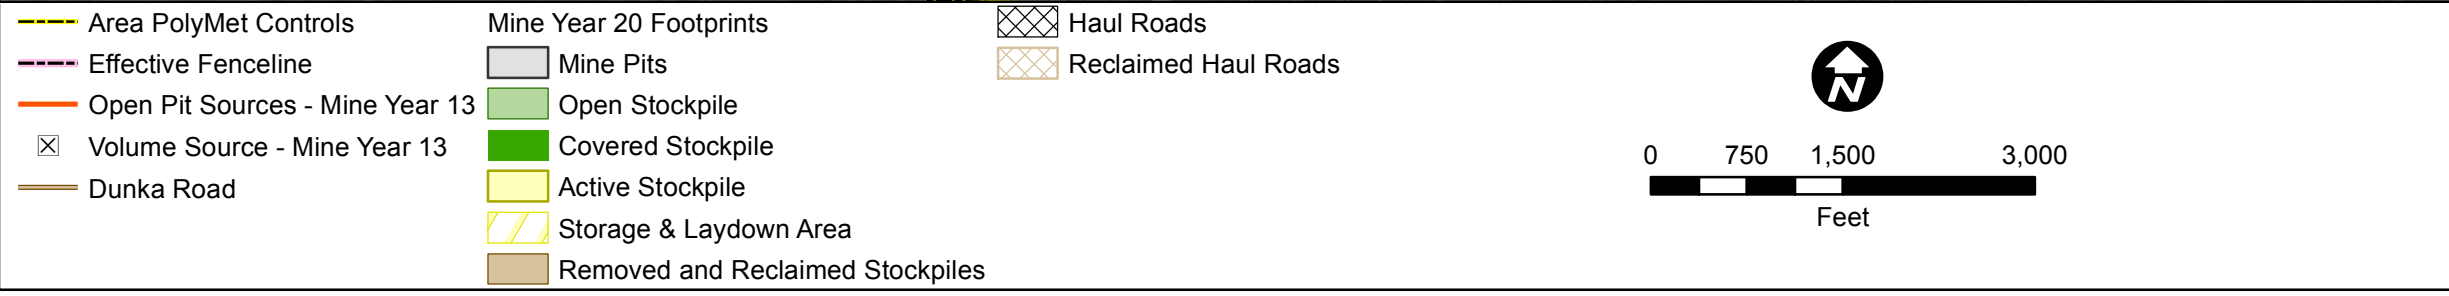 Area PolyMet Controls
Effective Fenceline
Open Pit Sources - Mine Year 13
Volume Source - Mine Year 13
Dunka Road
Mine Year 20 Footprints
Mine Pits
Open Stockpile
Covered Stockpile
Active Stockpile
Storage & Laydown Area
Removed and Reclaimed Stockpiles
Haul Roads
Reclaimed Haul Roads
N
0 750 1,500 3,000
Feet